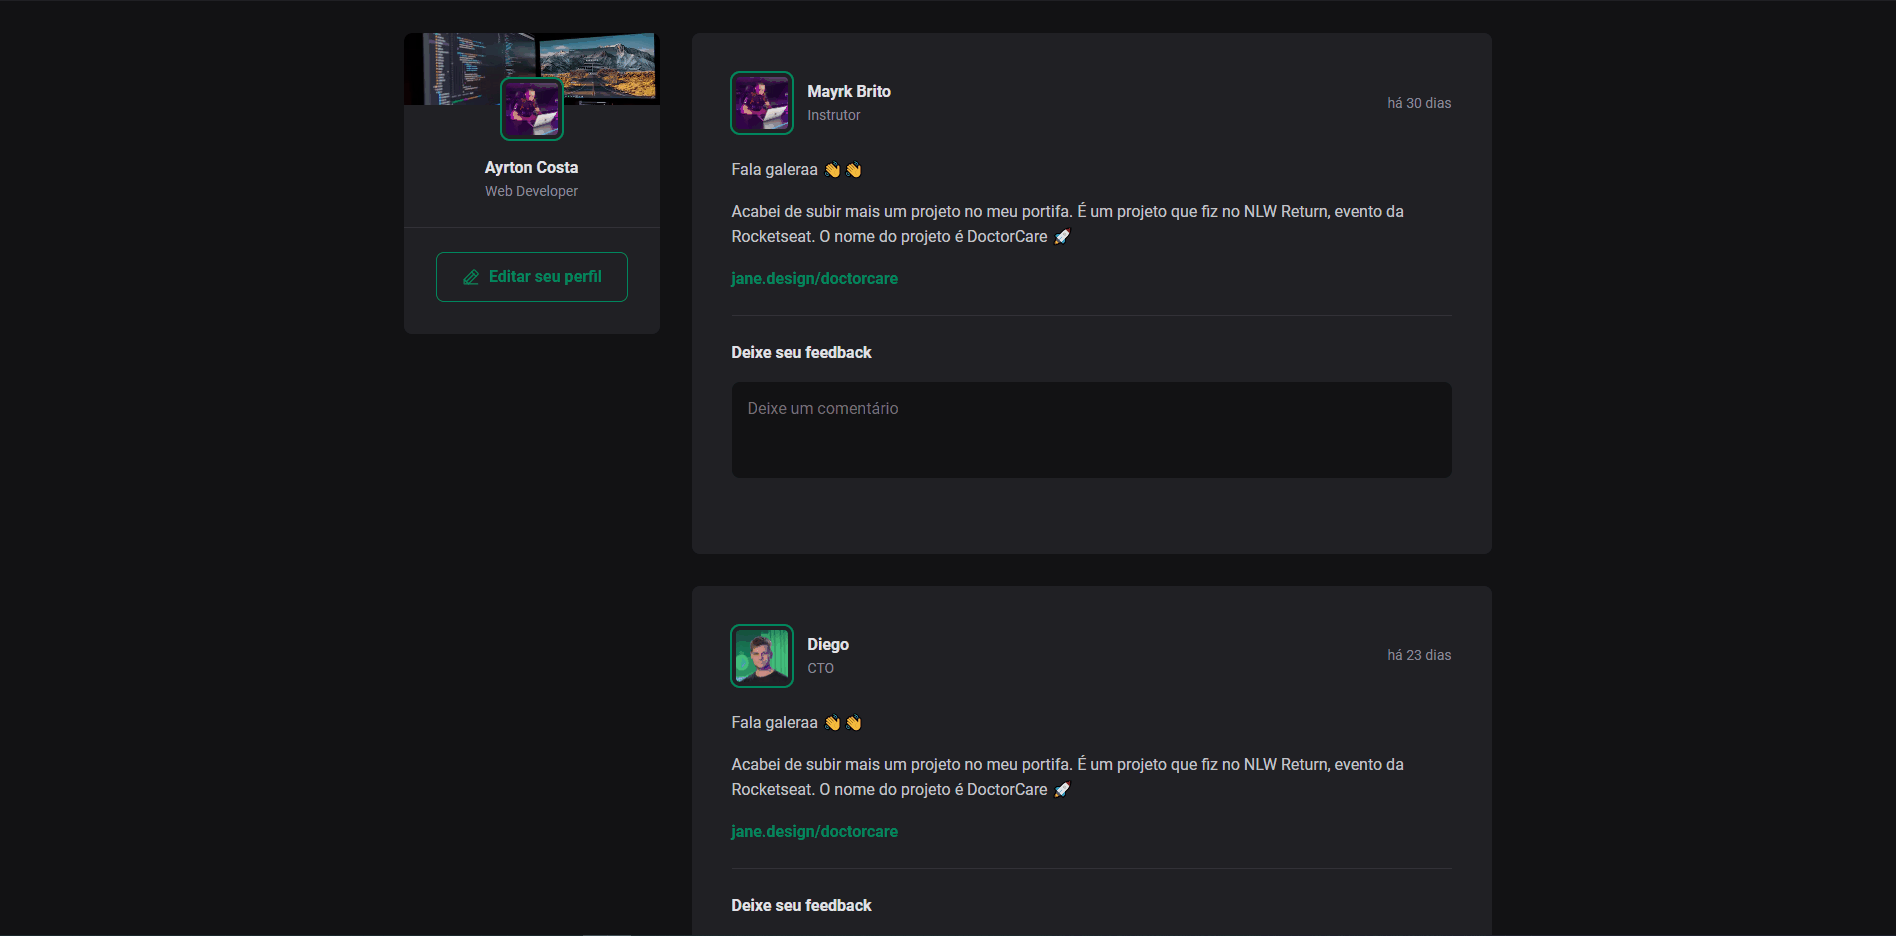 Ayrton Costa
Web Developer
Editar seu perfil
Mayrk Brito
Instrutor
há 30 dias
Fala galeraa 👋👋
Acabei de subir mais um projeto no meu portifa. É um projeto que fiz no NLW Return, evento da
Rocketseat. O nome do projeto é DoctorCare 🚀
jane.design/doctorcare
Deixe seu feedback
Deixe um comentário
Diego
CTO
há 23 dias
Fala galeraa 👋👋
Acabei de subir mais um projeto no meu portifa. É um projeto que fiz no NLW Return, evento da
Rocketseat. O nome do projeto é DoctorCare 🚀
jane.design/doctorcare
Deixe seu feedback